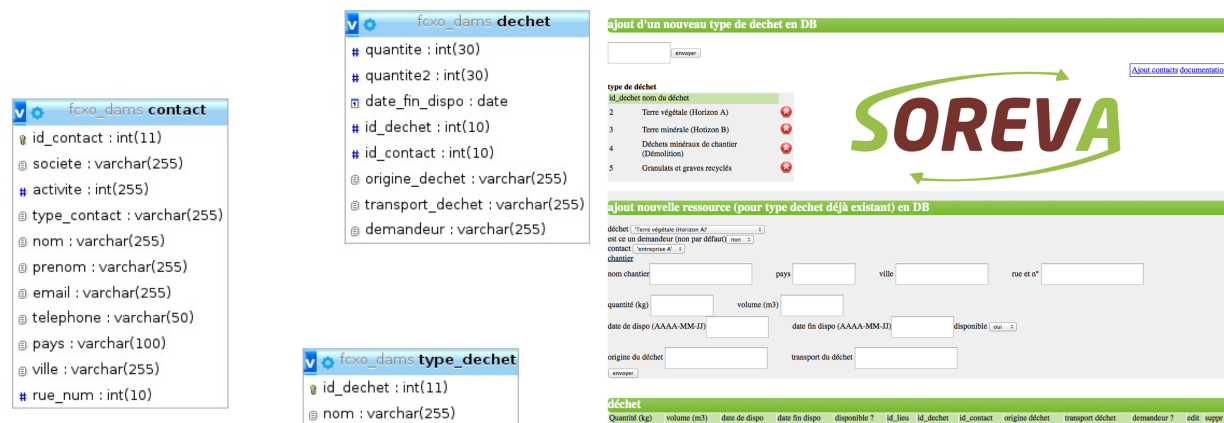 fcxo_dams contact
id_contact : int(11)
societe : varchar(255)
activite : int(255)
type_contact : varchar(255)
nom : varchar(255)
prenom : varchar(255)
email : varchar(255)
telephone : varchar(50)
pays : varchar(100)
ville : varchar(255)
rue_num : int(10)
fcxo_dams dechet
quantite : int(30)
quantite2 : int(30)
date_fin_dispo : date
id_dechet : int(10)
id_contact : int(10)
origine_dechet : varchar(255)
transport_dechet : varchar(255)
demandeur : varchar(255)
fcxo_dams type_dechet
id_dechet : int(11)
nom : varchar(255)
ajout d'un nouveau type de dechet en DB
envoyer
Ajout contacts documentation
type de déchet
id_dechet nom du déchet
2 Terre végétale (Horizon A)
3 Terre minérale (Hotizon B)
4 Déchets minéraux de chantier
(Démolition)
5 Granulats et graves recyclés
SOREVA
ajout nouvelle ressource (pour type dechet déjà existant) en DB
déchet 'Terre végétale (Horizon A)'
est ce un demandeur (non par défaut) non
contact 'entreprise A'
chantier
nom chantier pays ville rue et n°
quantité (kg) volume (m3)
date de dispo (AAAA-MM-JJ) date fin dispo (AAAA-MM-JJ) disponible oui
origine du déchet transport du déchet
envoyer
déchet
Quantité (kg) volume (m3) date de dispo date fin dispo disponible ? id_lieu id_dechet id_contact origine déchet transport déchet demandeur ? edit suppr